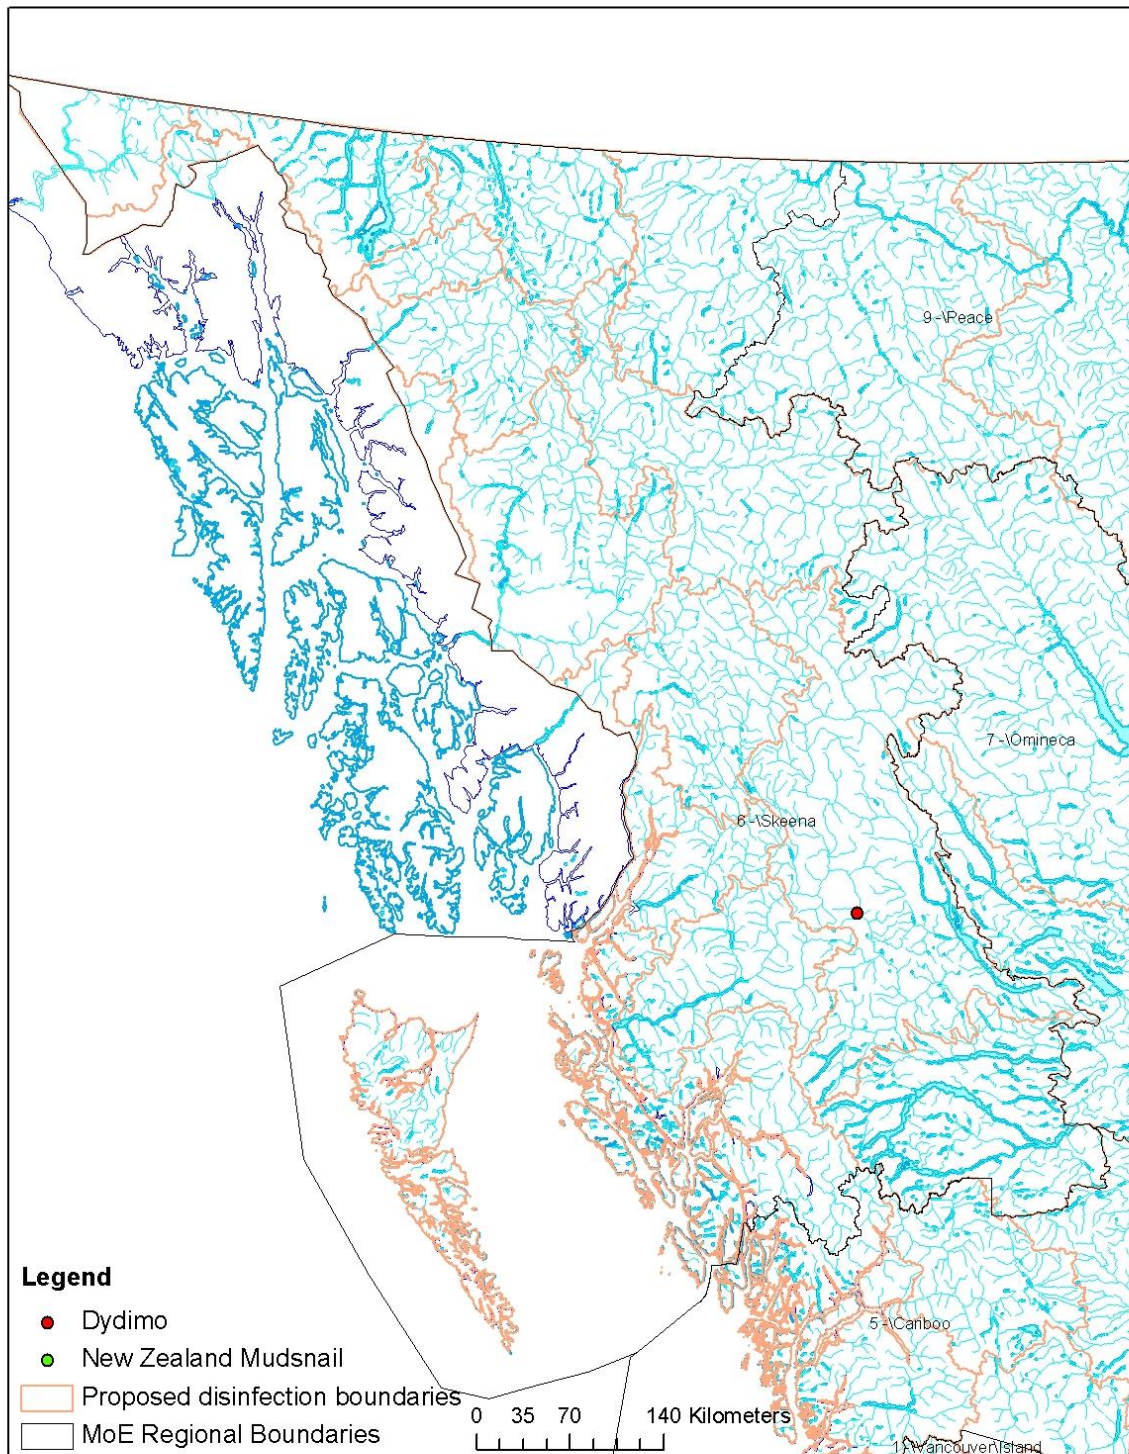 9 -\Peace
7 -\Omineca
6 -\Skeena
5 -\Cariboo
Legend
Dydimo
New Zealand Mudsnail
Proposed disinfection boundaries
MoE Regional Boundaries
0 35 70 140 Kilometers
1) \Vancouver\Island